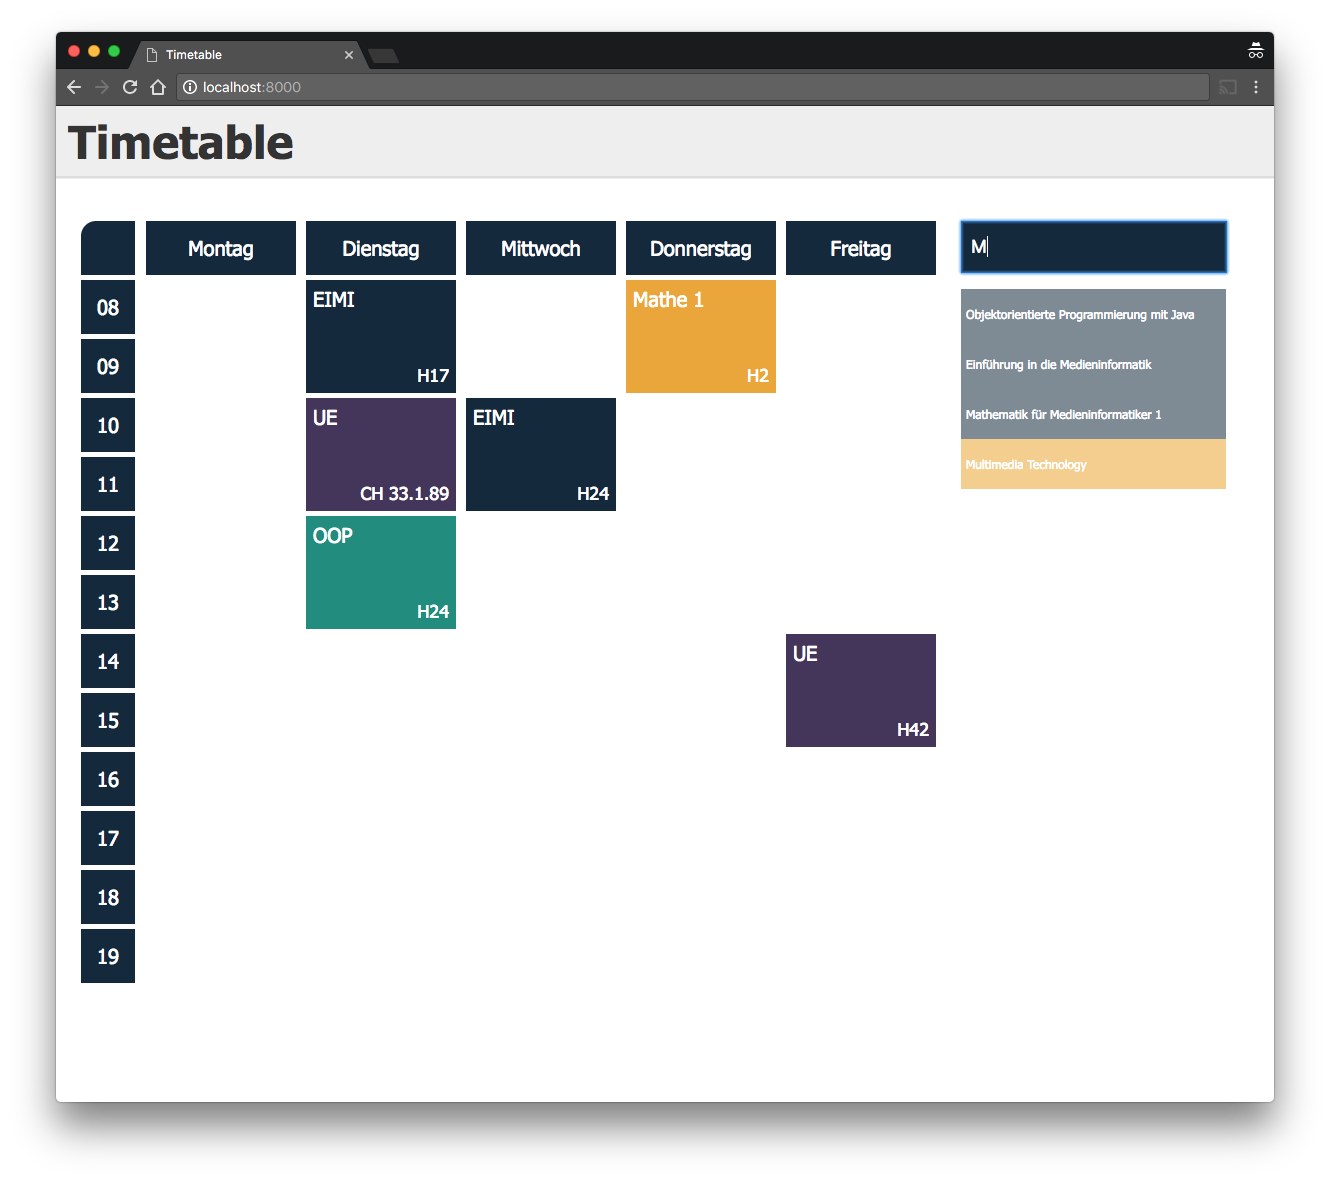 Timetable
localhost:8000
Timetable
Montag
Dienstag
Mittwoch
Donnerstag
Freitag
M
08
EIMI
H17
Mathe 1
H2
09
10
UE
CH 33.1.89
EIMI
H24
11
12
OOP
H24
13
14
UE
H42
15
16
17
18
19
Objektorientierte Programmierung mit Java
Einführung in die Medieninformatik
Mathematik für Medieninformatiker 1
Multimedia Technology